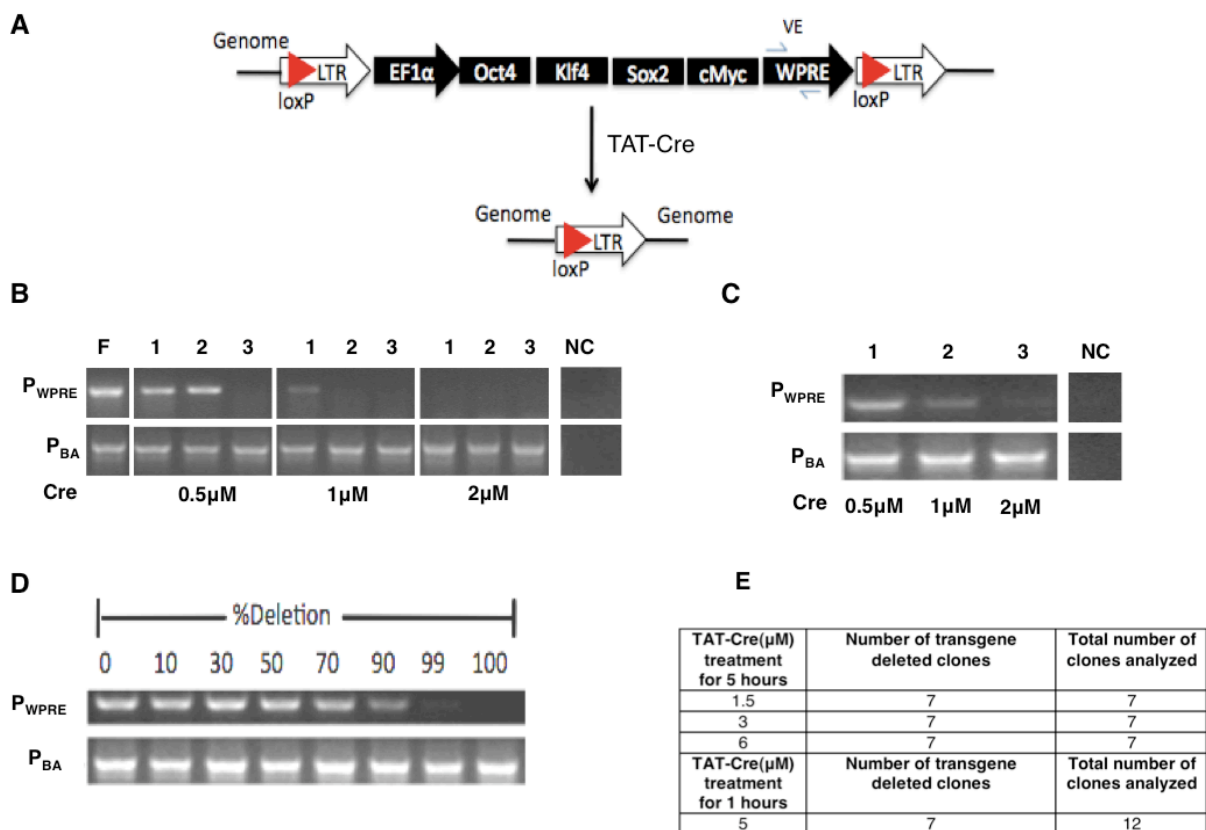 A
VE
Genome
LTR EF1α Oct4 Klf4 Sox2 cMyc WPRE LTR
loxP loxP
TAT-Cre
Genome Genome
LTR
loxP
B
F 1 2 3 1 2 3 1 2 3 NC
PWPRE
PBA
Cre 0.5µM 1µM 2µM
C
1 2 3 NC
PWPRE
PBA
Cre 0.5µM 1µM 2µM
D
%Deletion
0 10 30 50 70 90 99 100
PWPRE
PBA
E
TAT-Cre(µM) treatment for 5 hours Number of transgene deleted clones Total number of clones analyzed
1.5 7 7
3 7 7
6 7 7
TAT-Cre(µM) treatment for 1 hours Number of transgene deleted clones Total number of clones analyzed
5 7 12